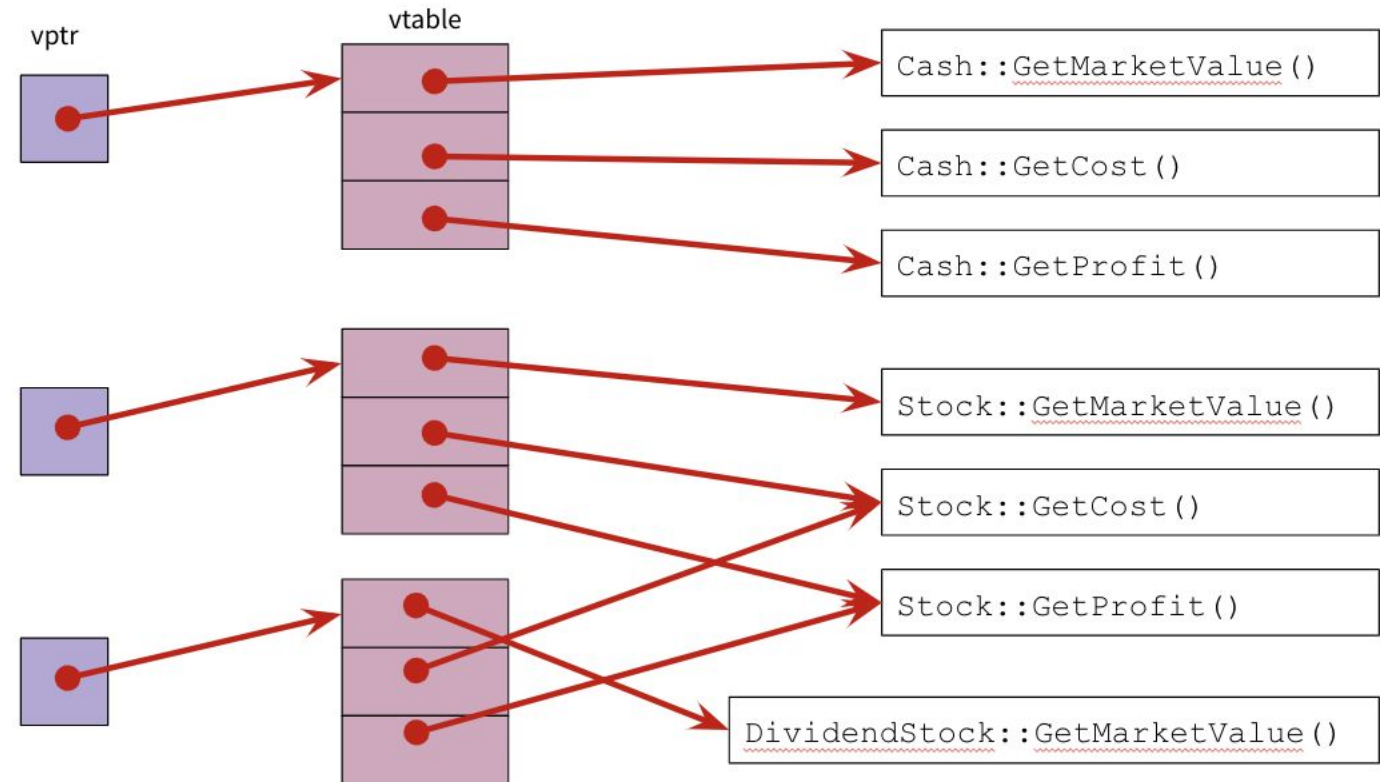 vptr
vtable
Cash::GetMarketValue()
Cash::GetCost()
Cash::GetProfit()
Stock::GetMarketValue()
Stock::GetCost()
Stock::GetProfit()
DividendStock::GetMarketValue()